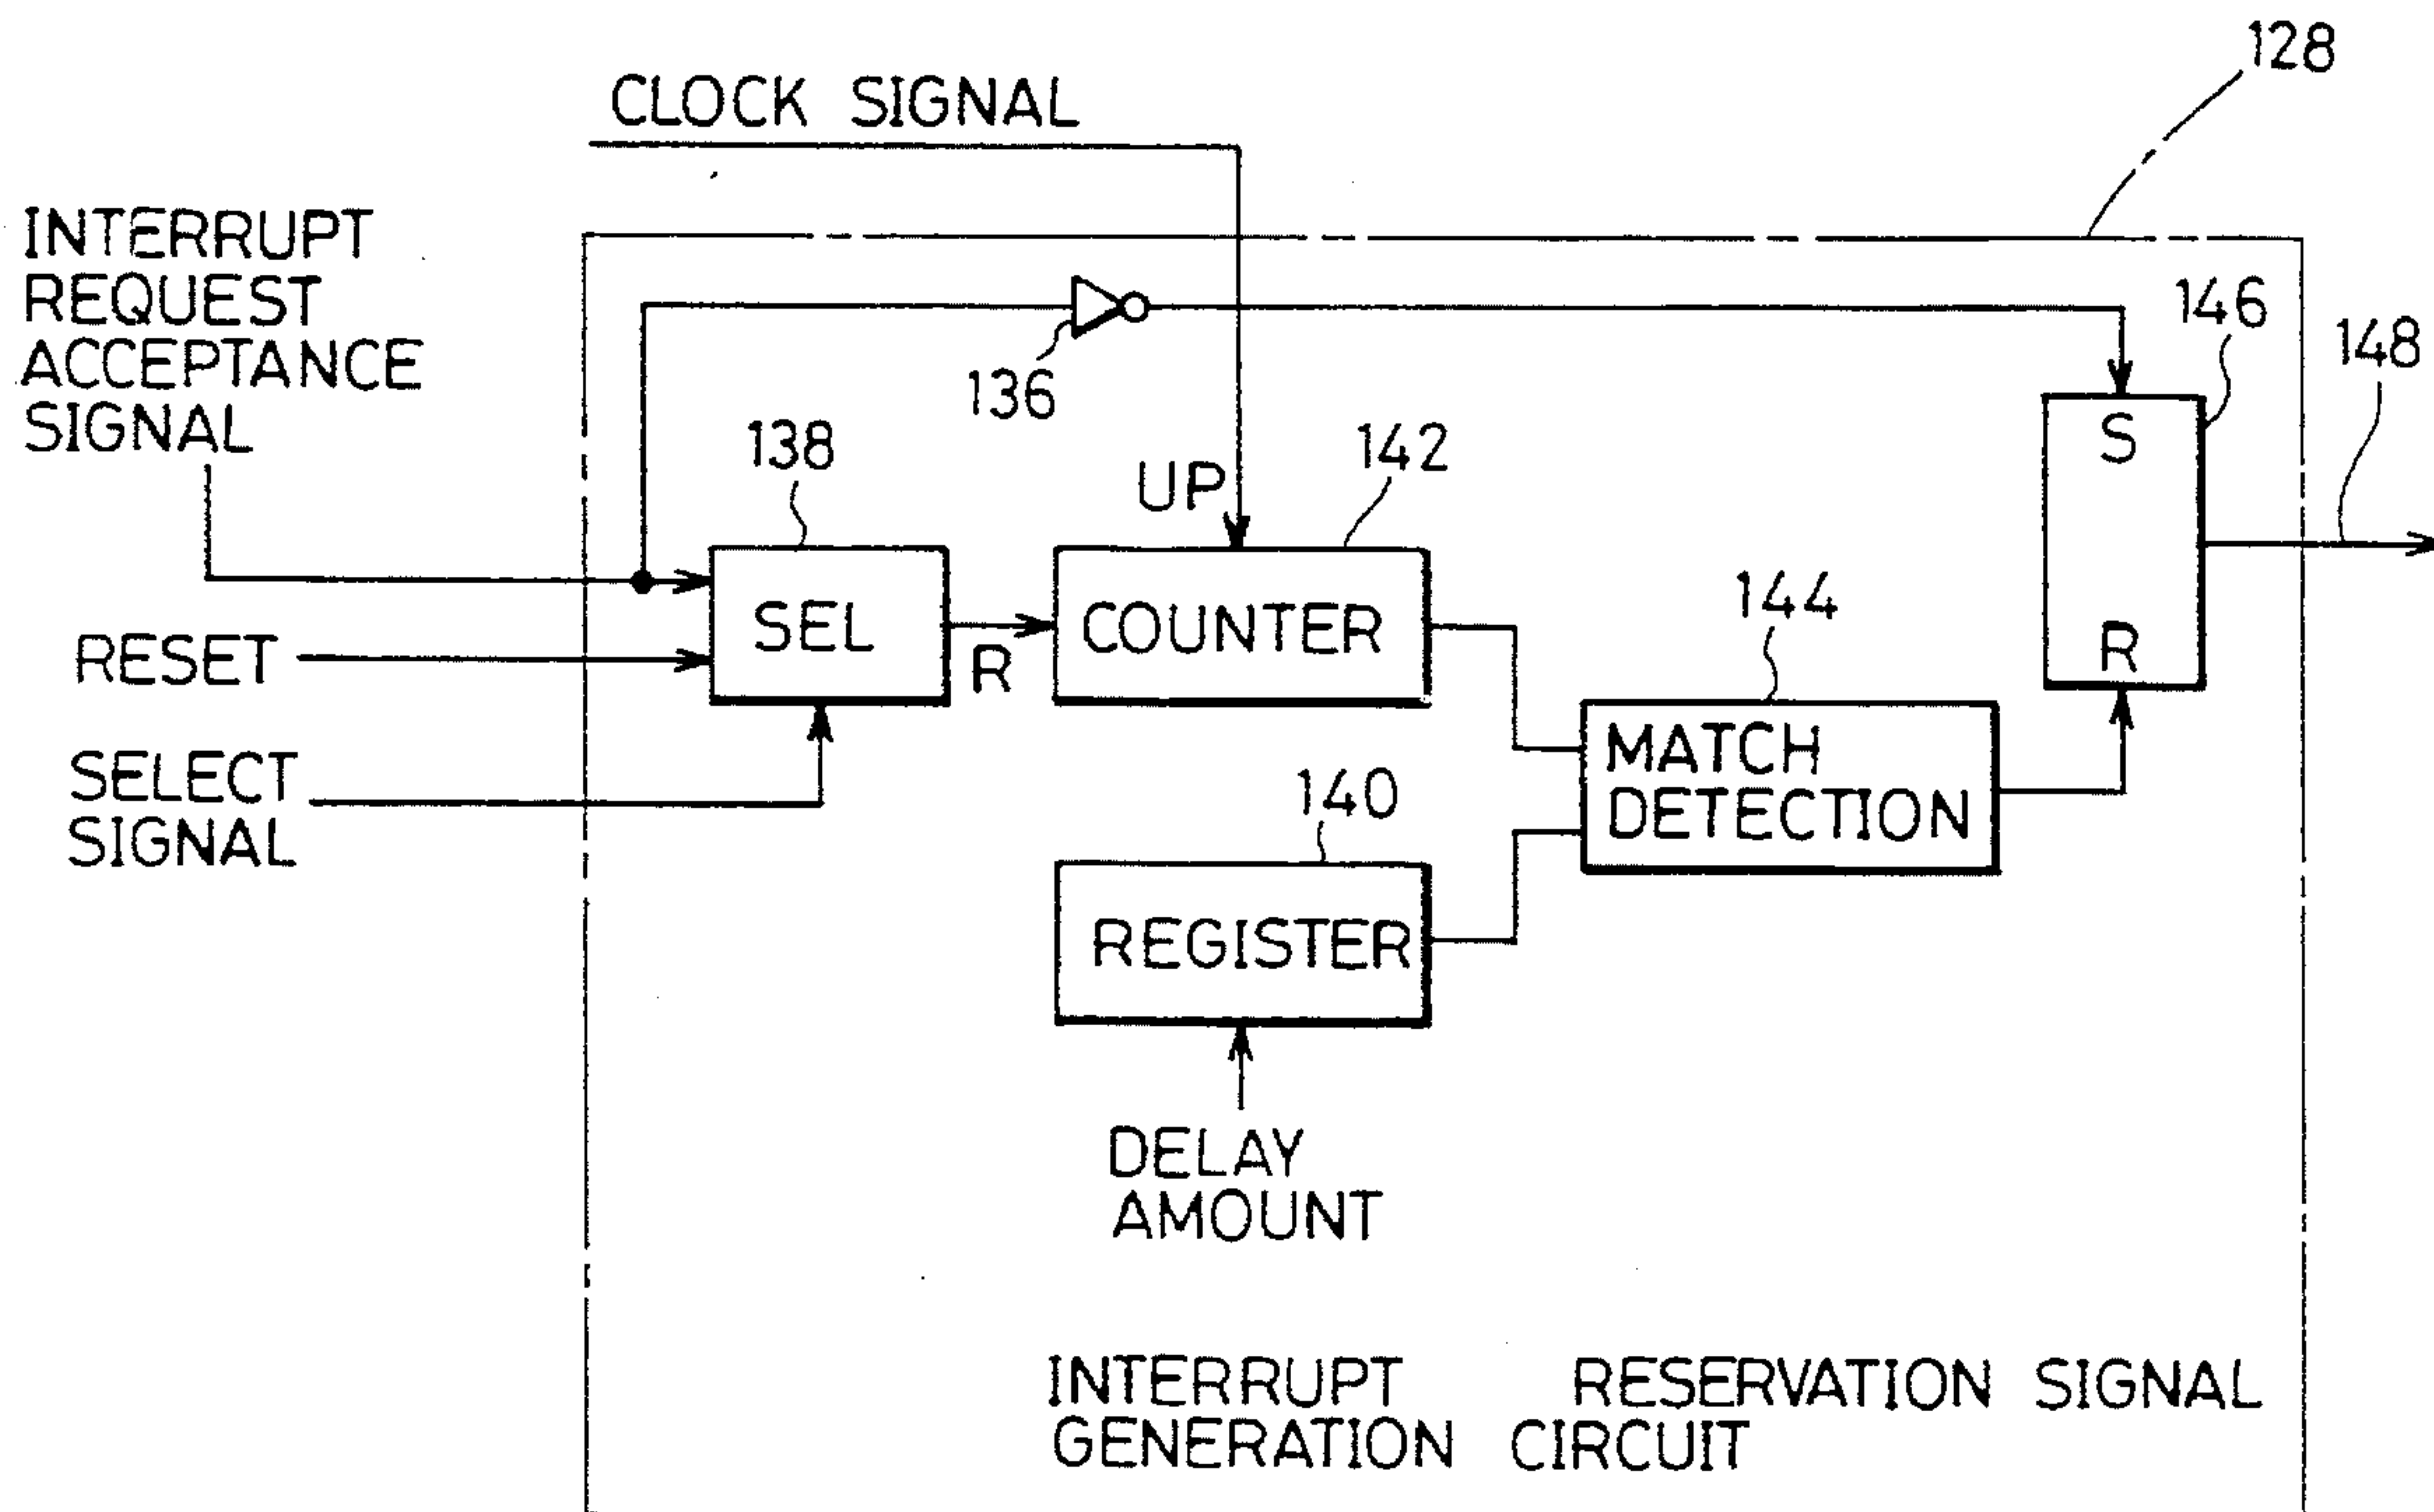 128
CLOCK SIGNAL
INTERRUPT
REQUEST
ACCEPTANCE
SIGNAL
136
146
148
138
UP
142
S
SEL
R
COUNTER
144
R
RESET
SELECT
SIGNAL
MATCH
DETECTION
140
REGISTER
DELAY
AMOUNT
INTERRUPT RESERVATION SIGNAL
GENERATION CIRCUIT